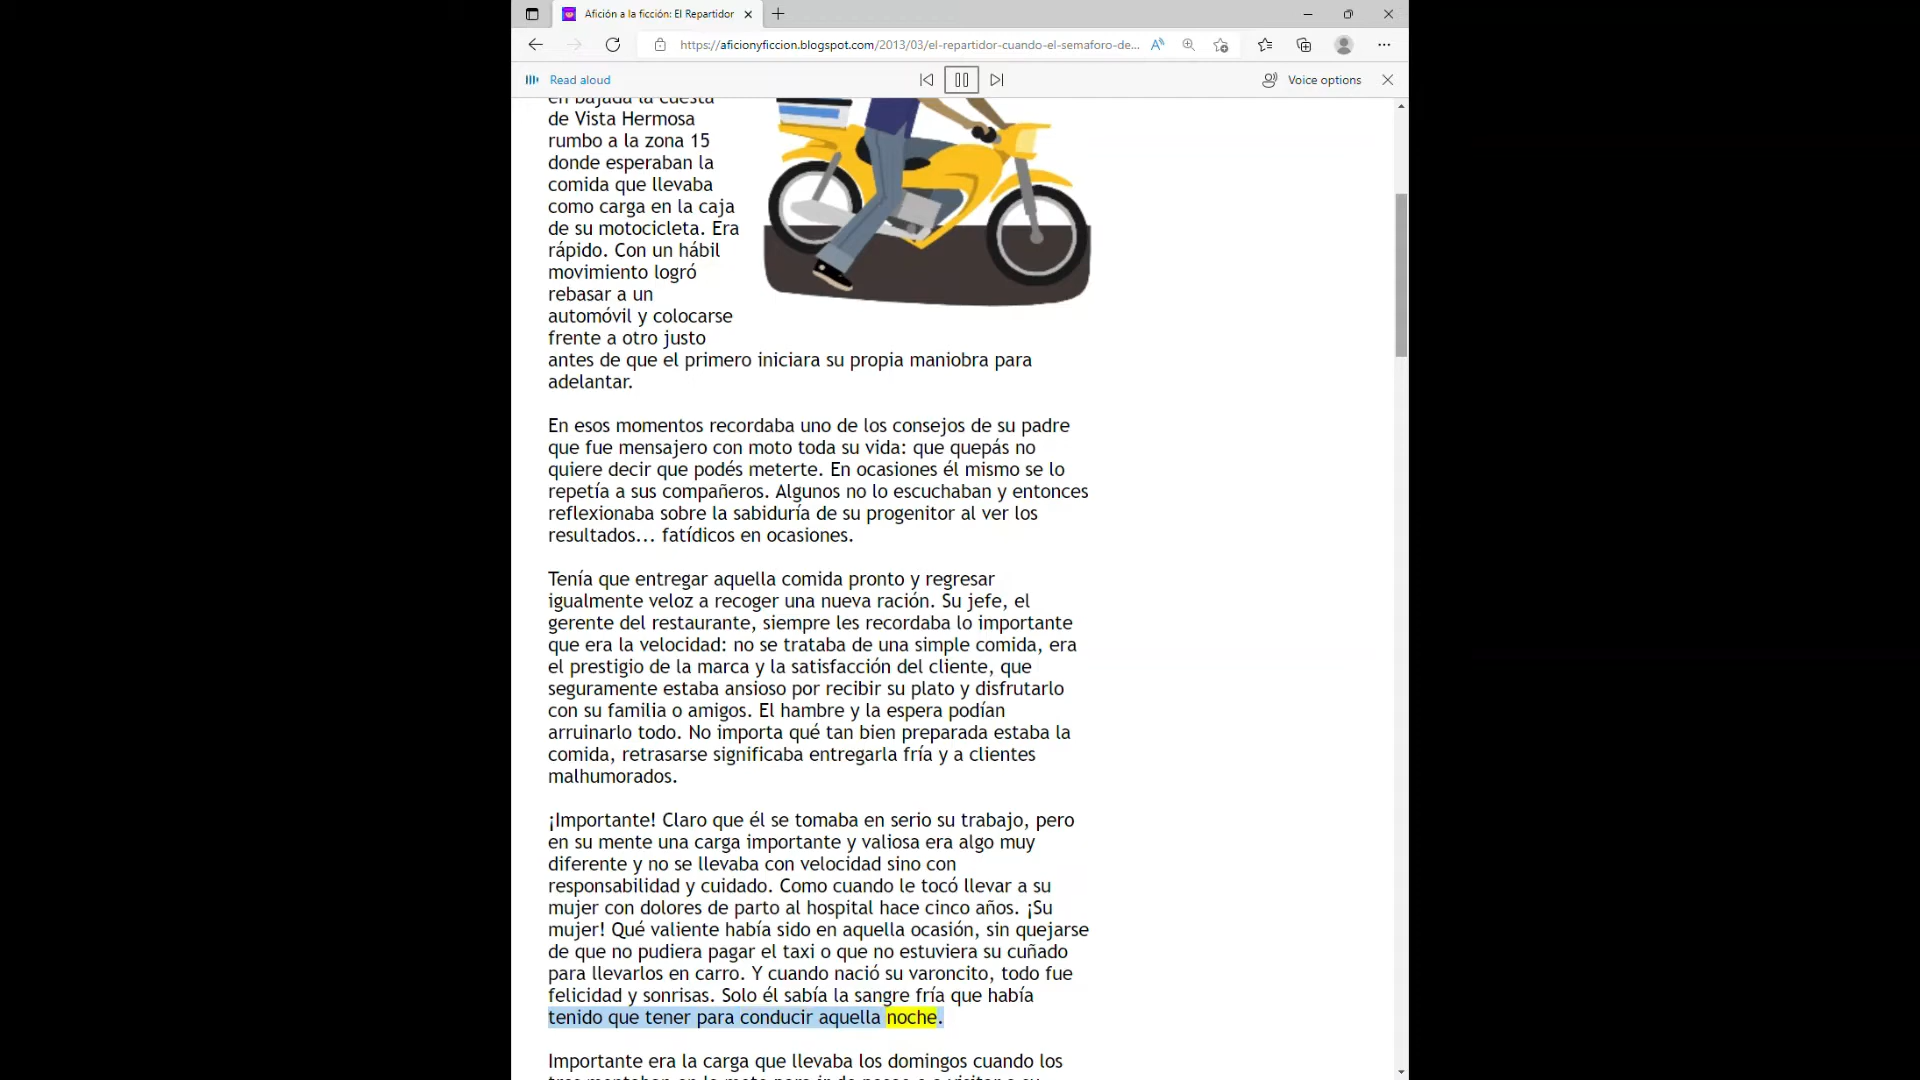 Afición a la ficción: El Repartidor
https://aficionyficcion.blogspot.com/2013/03/el-repartidor-cuando-el-semaforo-de...
Read aloud
Voice options
en bajada la cuesta
de Vista Hermosa
rumbo a la zona 15
donde esperaban la
comida que llevaba
como carga en la caja
de su motocicleta. Era
rápido. Con un hábil
movimiento logró
rebasar a un
automóvil y colocarse
frente a otro justo
antes de que el primero iniciara su propia maniobra para
adelantar.
En esos momentos recordaba uno de los consejos de su padre
que fue mensajero con moto toda su vida: que quepás no
quiere decir que podés meterte. En ocasiones él mismo se lo
repetía a sus compañeros. Algunos no lo escuchaban y entonces
reflexionaba sobre la sabiduría de su progenitor al ver los
resultados... fatídicos en ocasiones.
Tenía que entregar aquella comida pronto y regresar
igualmente veloz a recoger una nueva ración. Su jefe, el
gerente del restaurante, siempre les recordaba lo importante
que era la velocidad: no se trataba de una simple comida, era
el prestigio de la marca y la satisfacción del cliente, que
seguramente estaba ansioso por recibir su plato y disfrutarlo
con su familia o amigos. El hambre y la espera podían
arruinarlo todo. No importa qué tan bien preparada estaba la
comida, retrasarse significaba entregarla fría y a clientes
malhumorados.
¡Importante! Claro que él se tomaba en serio su trabajo, pero
en su mente una carga importante y valiosa era algo muy
diferente y no se llevaba con velocidad sino con
responsabilidad y cuidado. Como cuando le tocó llevar a su
mujer con dolores de parto al hospital hace cinco años. ¡Su
mujer! Qué valiente había sido en aquella ocasión, sin quejarse
de que no pudiera pagar el taxi o que no estuviera su cuñado
para llevarlos en carro. Y cuando nació su varoncito, todo fue
felicidad y sonrisas. Solo él sabía la sangre fría que había
tenido que tener para conducir aquella noche.
Importante era la carga que llevaba los domingos cuando los